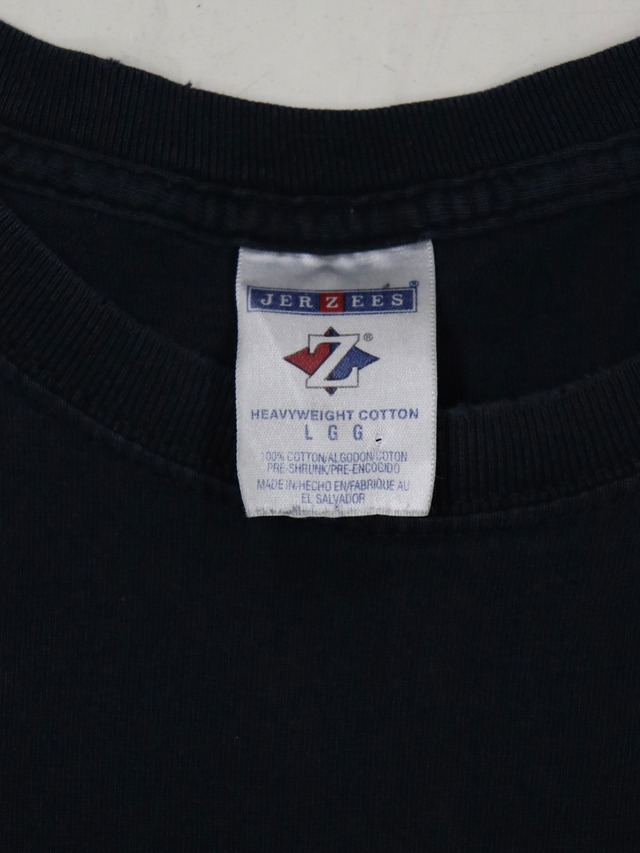 JERZEES®
Z®
HEAVYWEIGHT COTTON
L G G
100% COTTON/ALGODON/COTON
PRE-SHRUNK/PRE-ENCOGIDO
MADE IN/HECHO EN/FABRIQUE AU
EL SALVADOR